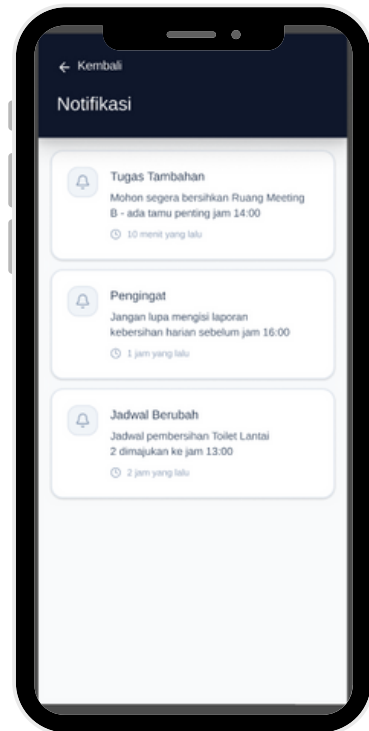 ← Kembali
Notifikasi
Tugas Tambahan
Mohon segera bersihkan Ruang Meeting
B - ada tamu penting jam 14:00
10 menit yang lalu
Pengingat
Jangan lupa mengisi laporan
kebersihan harian sebelum jam 16:00
1 jam yang lalu
Jadwal Berubah
Jadwal pembersihan Toilet Lantai
2 dimajukan ke jam 13:00
2 jam yang lalu